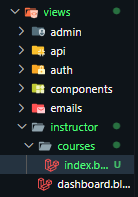 views
admin
api
auth
components
emails
instructor
courses
index.b... U
dashboard.bl...